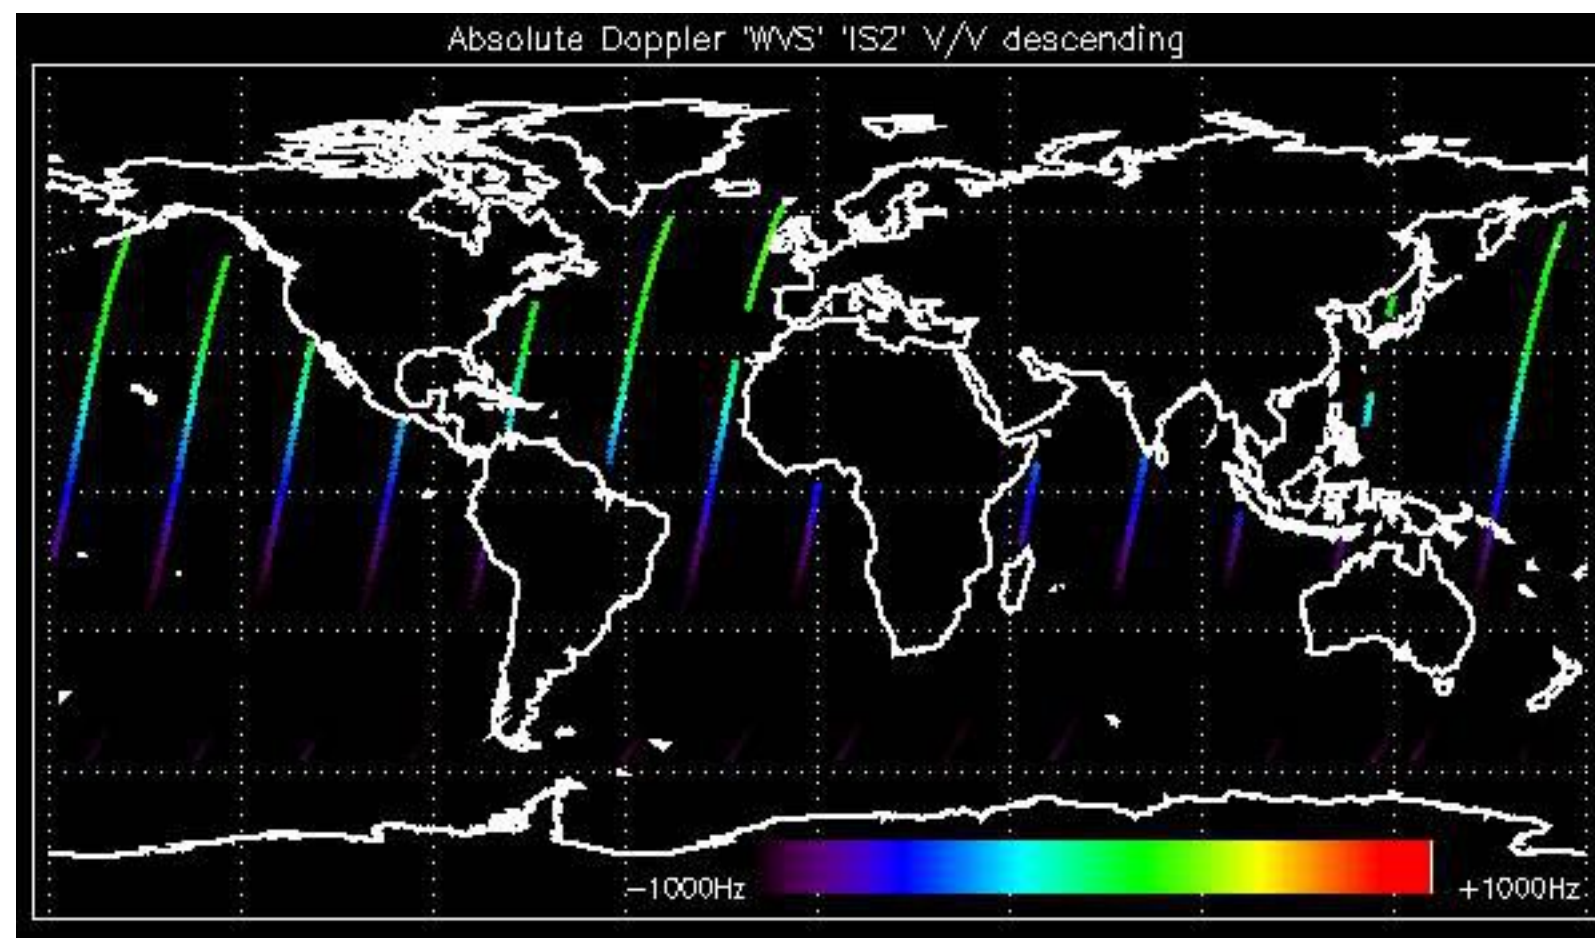 Absolute Doppler 'WVS' 'IS2' V/V descending
−1000Hz
+1000Hz